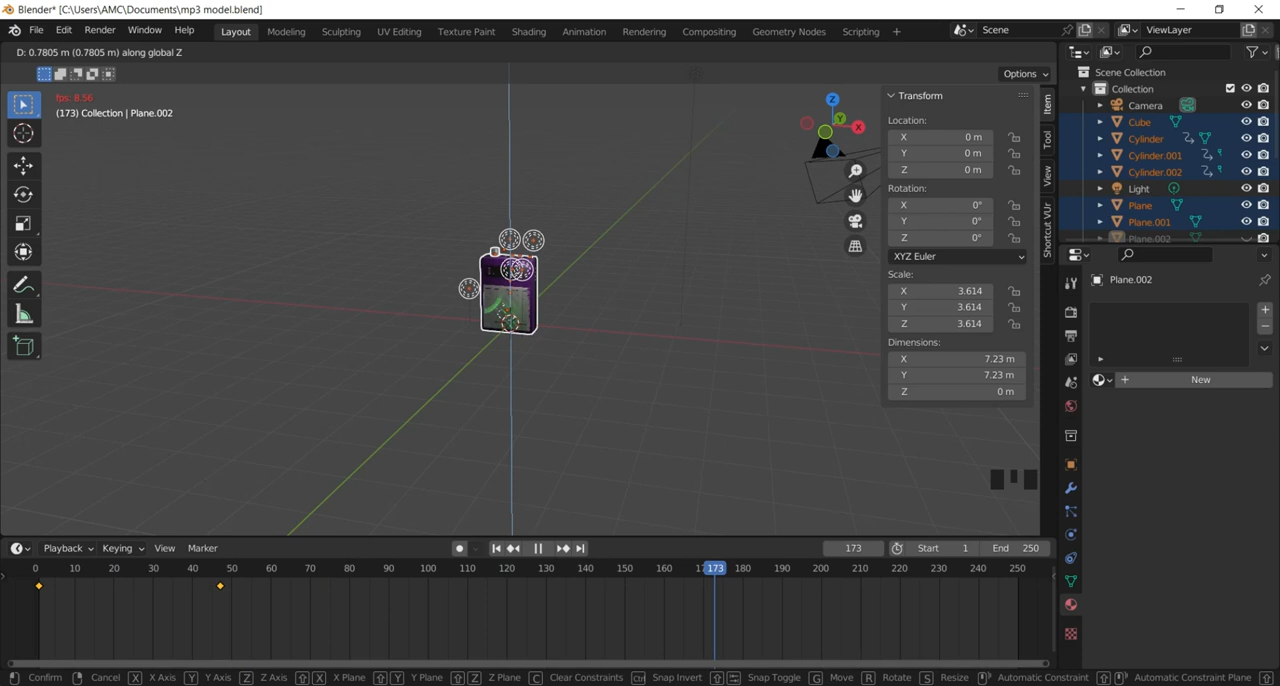 Blender* [C:\Users\AMC\Documents\mp3 model.blend]
File Edit Render Window Help Layout Modeling Sculpting UV Editing Texture Paint Shading Animation Rendering Compositing Geometry Nodes Scripting + Scene ViewLayer
D: 0.7805 m (0.7805 m) along global Z
Options
fps: 8.56
(173) Collection | Plane.002
Z
Y
X
Transform
Location:
X 0 m
Y 0 m
Z 0 m
Rotation:
X 0°
Y 0°
Z 0°
XYZ Euler
Scale:
X 3.614
Y 3.614
Z 3.614
Dimensions:
X 7.23 m
Y 7.23 m
Z 0 m
Item
Tool
View
Shortcut VUr
Scene Collection
Collection
Camera
Cube
Cylinder
Cylinder.001
Cylinder.002
Light
Plane
Plane.001
Plane.002
Plane.002
+
−
+ New
Playback Keying View Marker 173 Start 1 End 250
0 10 20 30 40 50 60 70 80 90 100 110 120 130 140 150 160 173 180 190 200 210 220 230 240 250
Confirm Cancel X X Axis Y Y Axis Z Z Axis X X Plane Y Y Plane Z Z Plane C Clear Constraints Ctrl Snap Invert Snap Toggle G Move R Rotate S Resize Automatic Constraint Automatic Constraint Plane